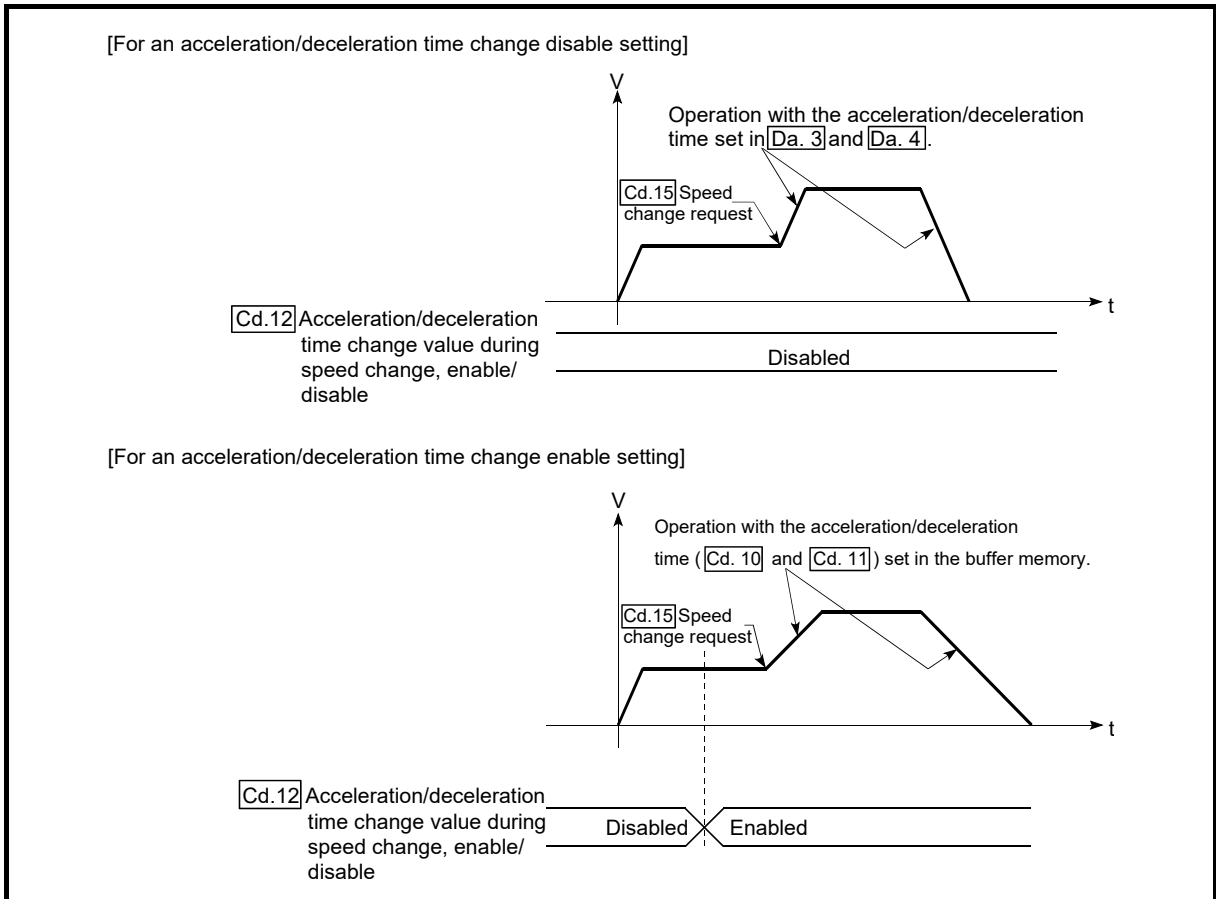 [For an acceleration/deceleration time change disable setting]
V
Operation with the acceleration/deceleration
time set in Da. 3 and Da. 4.
Cd.15 Speed
change request
t
Cd.12 Acceleration/deceleration
time change value during
speed change, enable/
disable
Disabled
[For an acceleration/deceleration time change enable setting]
V
Operation with the acceleration/deceleration
time ( Cd. 10 and Cd. 11 ) set in the buffer memory.
Cd.15 Speed
change request
t
Cd.12 Acceleration/deceleration
time change value during
speed change, enable/
disable
Disabled
Enabled